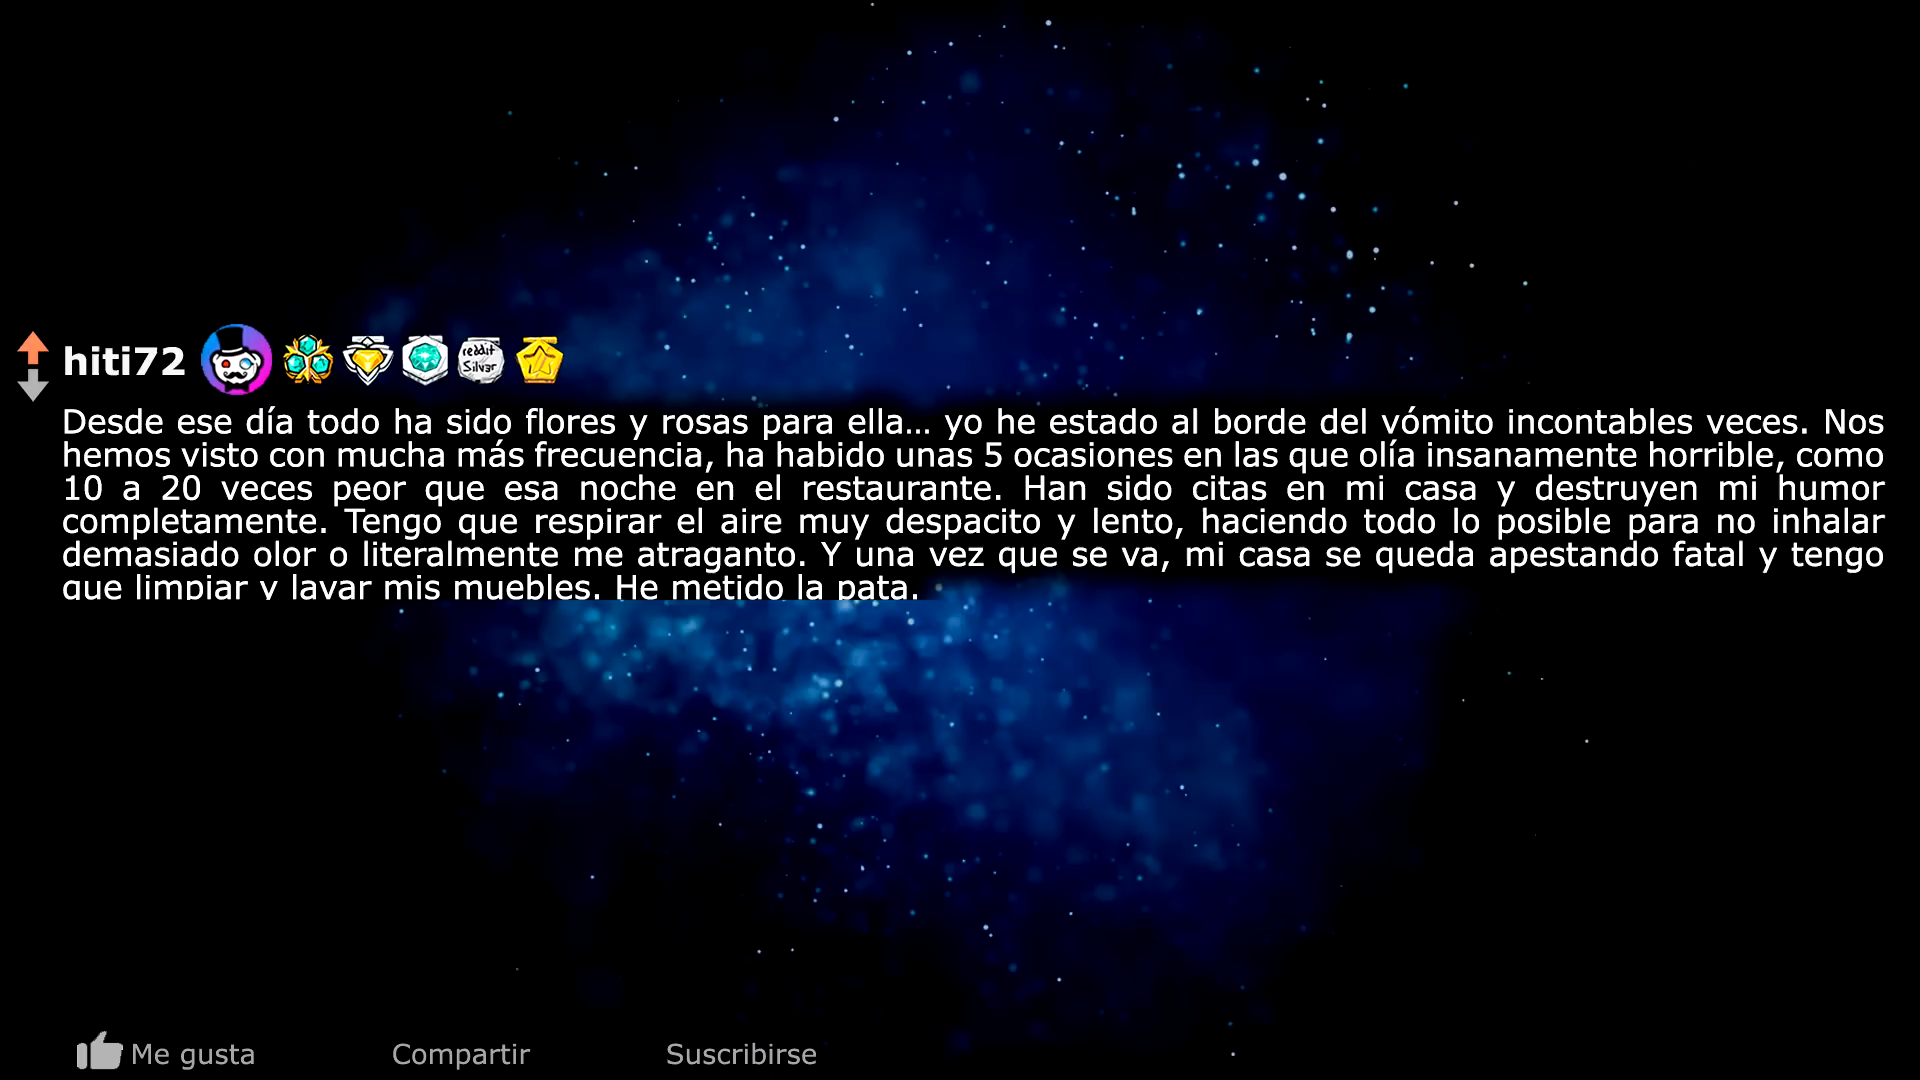 hiti72
reddit
Silver
Desde ese día todo ha sido flores y rosas para ella... yo he estado al borde del vómito incontables veces. Nos
hemos visto con mucha más frecuencia, ha habido unas 5 ocasiones en las que olía insanamente horrible, como
10 a 20 veces peor que esa noche en el restaurante. Han sido citas en mi casa y destruyen mi humor
completamente. Tengo que respirar el aire muy despacito y lento, haciendo todo lo posible para no inhalar
demasiado olor o literalmente me atraganto. Y una vez que se va, mi casa se queda apestando fatal y tengo
que limpiar y lavar mis muebles. He metido la pata.
Me gusta
Compartir
Suscribirse